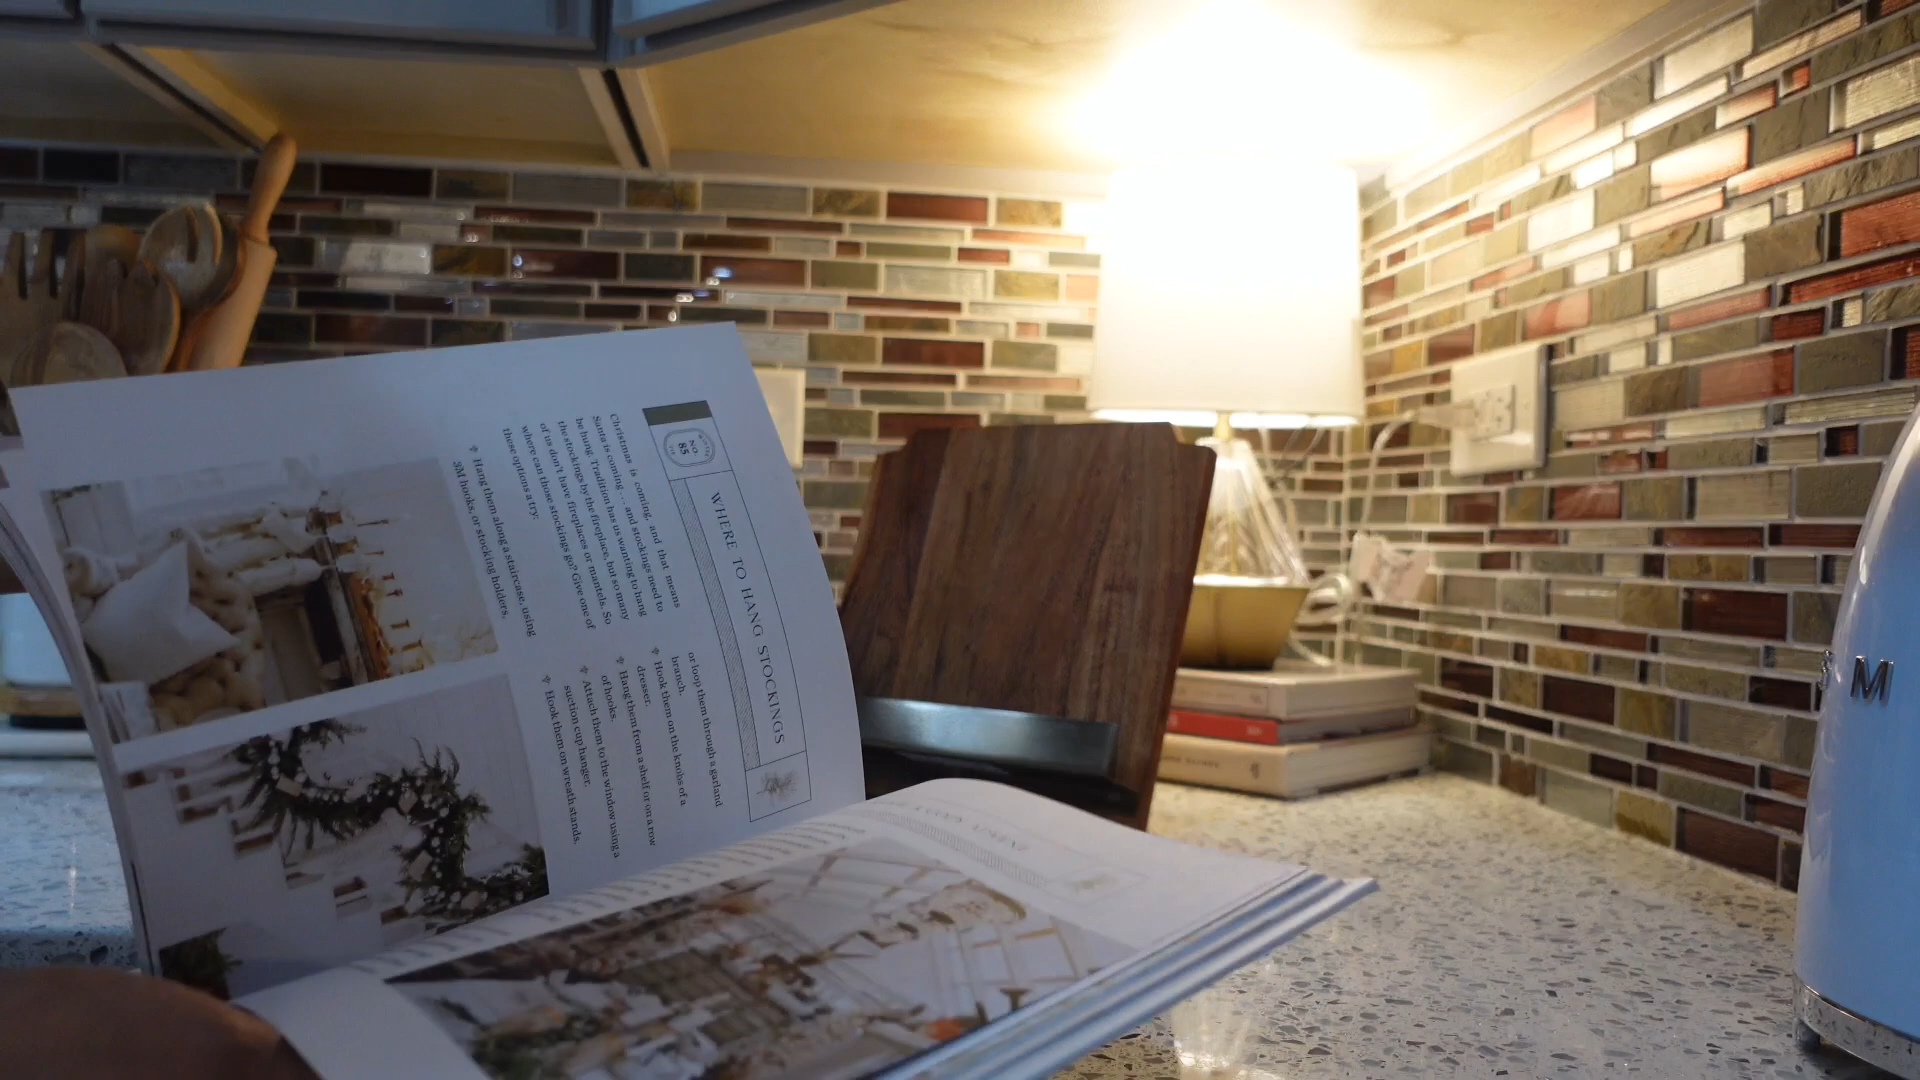 NO.
85
WHERE TO HANG STOCKINGS
Christmas is coming, and that means
Santa is coming . . . and stockings need to
be hung. Tradition has us wanting to hang
the stockings by the fireplace, but so many
of us don't have fireplaces or mantels. So
where can those stockings go? Give one of
these options a try:
Hang them along a staircase, using
3M hooks, or stocking holders,
or loop them through a garland
branch.
Hook them on the knobs of a
dresser.
Hang them from a shelf or on a row
of hooks.
Attach them to the window using a
suction cup hanger.
Hook them on wreath stands.
M